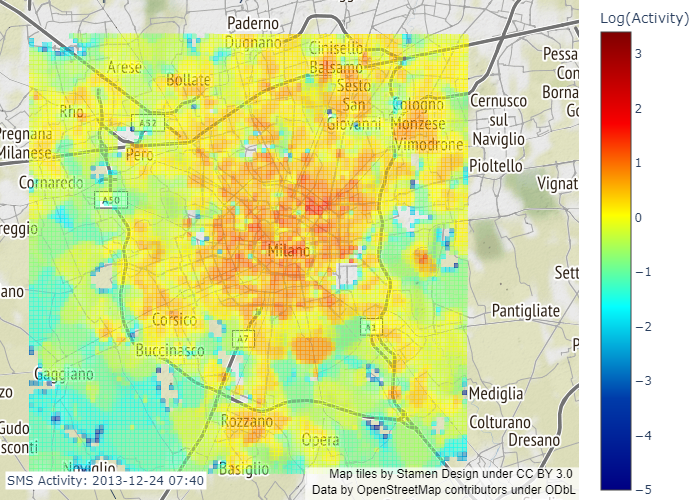 Paderno
Dugnano
Cinisello
Balsamo
Arese
Bollate
Sesto
San
Giovanni
Rho
A52
Cologno
Monzese
Vimodrone
Cernusco
sul
Naviglio
Pessa
Con
Borna
Go
Pregnana
Milanese
Pero
Pioltello
Cornaredo
A50
Vignat
reggio
Milano
Sett
ano
Pantigliate
Corsico
A7
A1
Buccinasco
P
Gaggiano
zo
Mediglia
Rozzano
Colturano
Dresano
Gudo
sconti
Opera
Noviglio
Basiglio
SMS Activity: 2013-12-24 07:40
Map tiles by Stamen Design under CC BY 3.0
Data by OpenStreetMap contributors under ODbL
Log(Activity)
3
2
1
0
−1
−2
−3
−4
−5